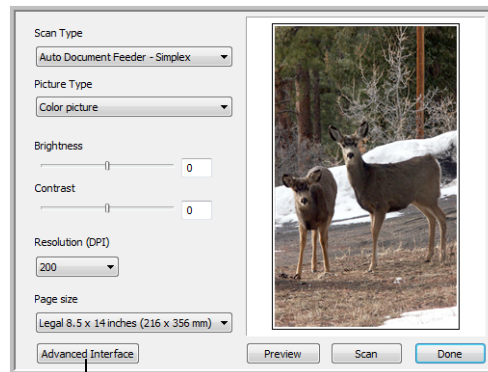 Scan Type
Auto Document Feeder - Simplex
Picture Type
Color picture
Brightness
0
Contrast
0
Resolution (DPI)
200
Page size
Legal 8.5 x 14 inches (216 x 356 mm)
Advanced Interface
Preview
Scan
Done